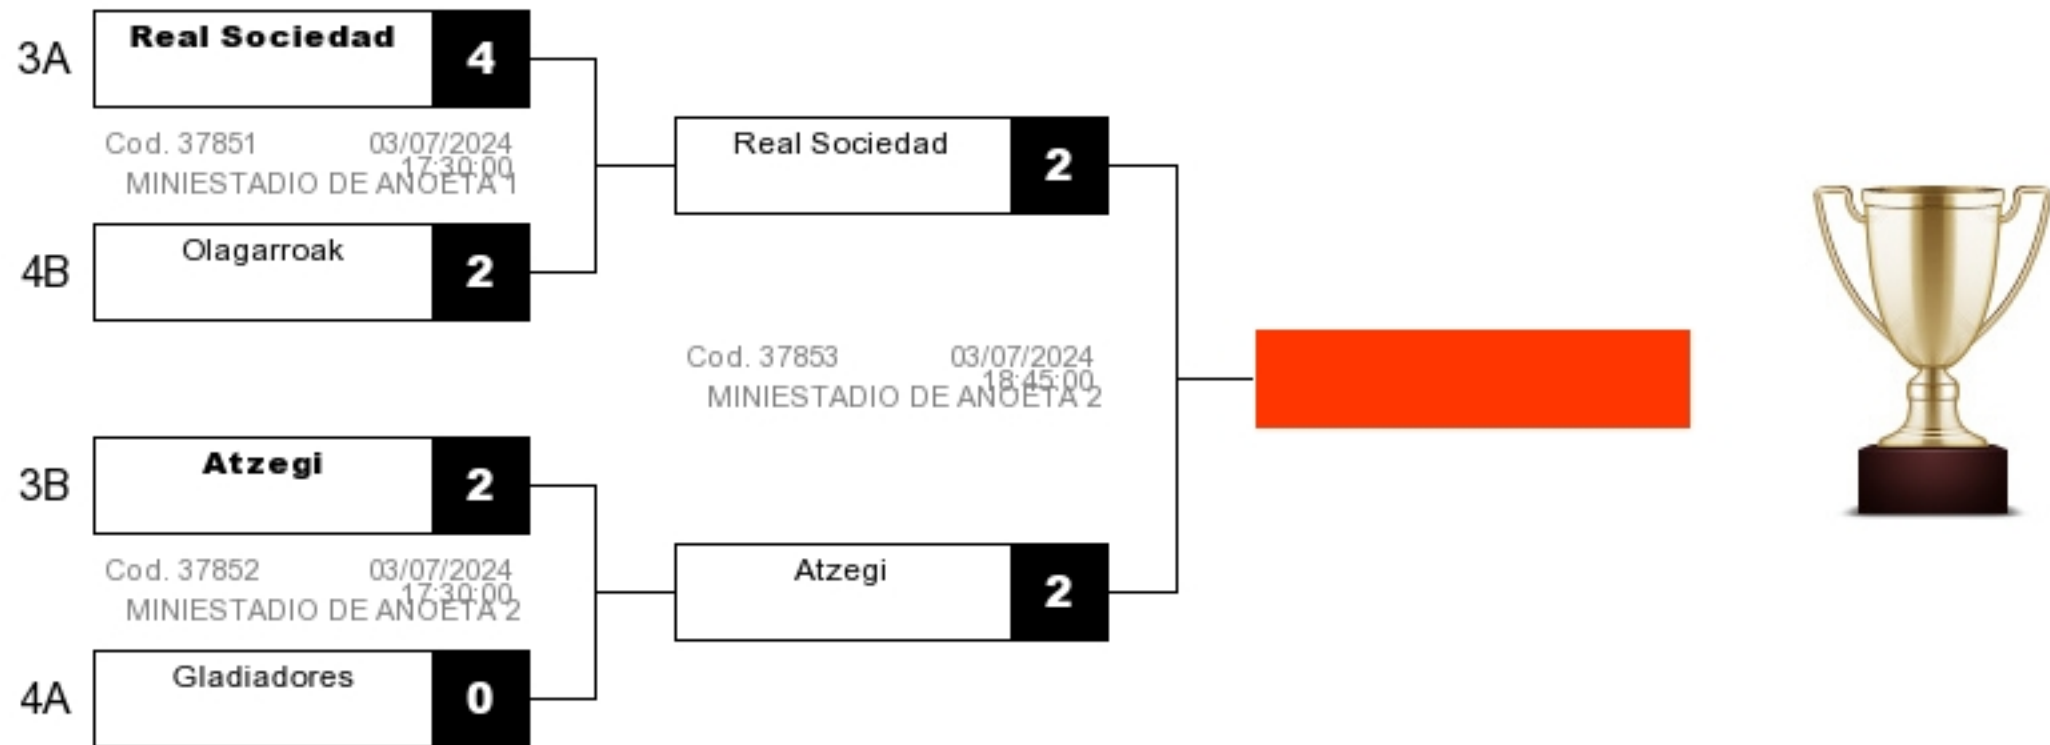 3A
Real Sociedad
4
Cod. 37851
03/07/2024
17:30:00
MINIESTADIO DE ANOETA 1
4B
Olagarroak
2
Real Sociedad
2
Cod. 37853
03/07/2024
18:45:00
MINIESTADIO DE ANOETA 2
3B
Atzegi
2
Cod. 37852
03/07/2024
17:30:00
MINIESTADIO DE ANOETA 2
4A
Gladiadores
0
Atzegi
2